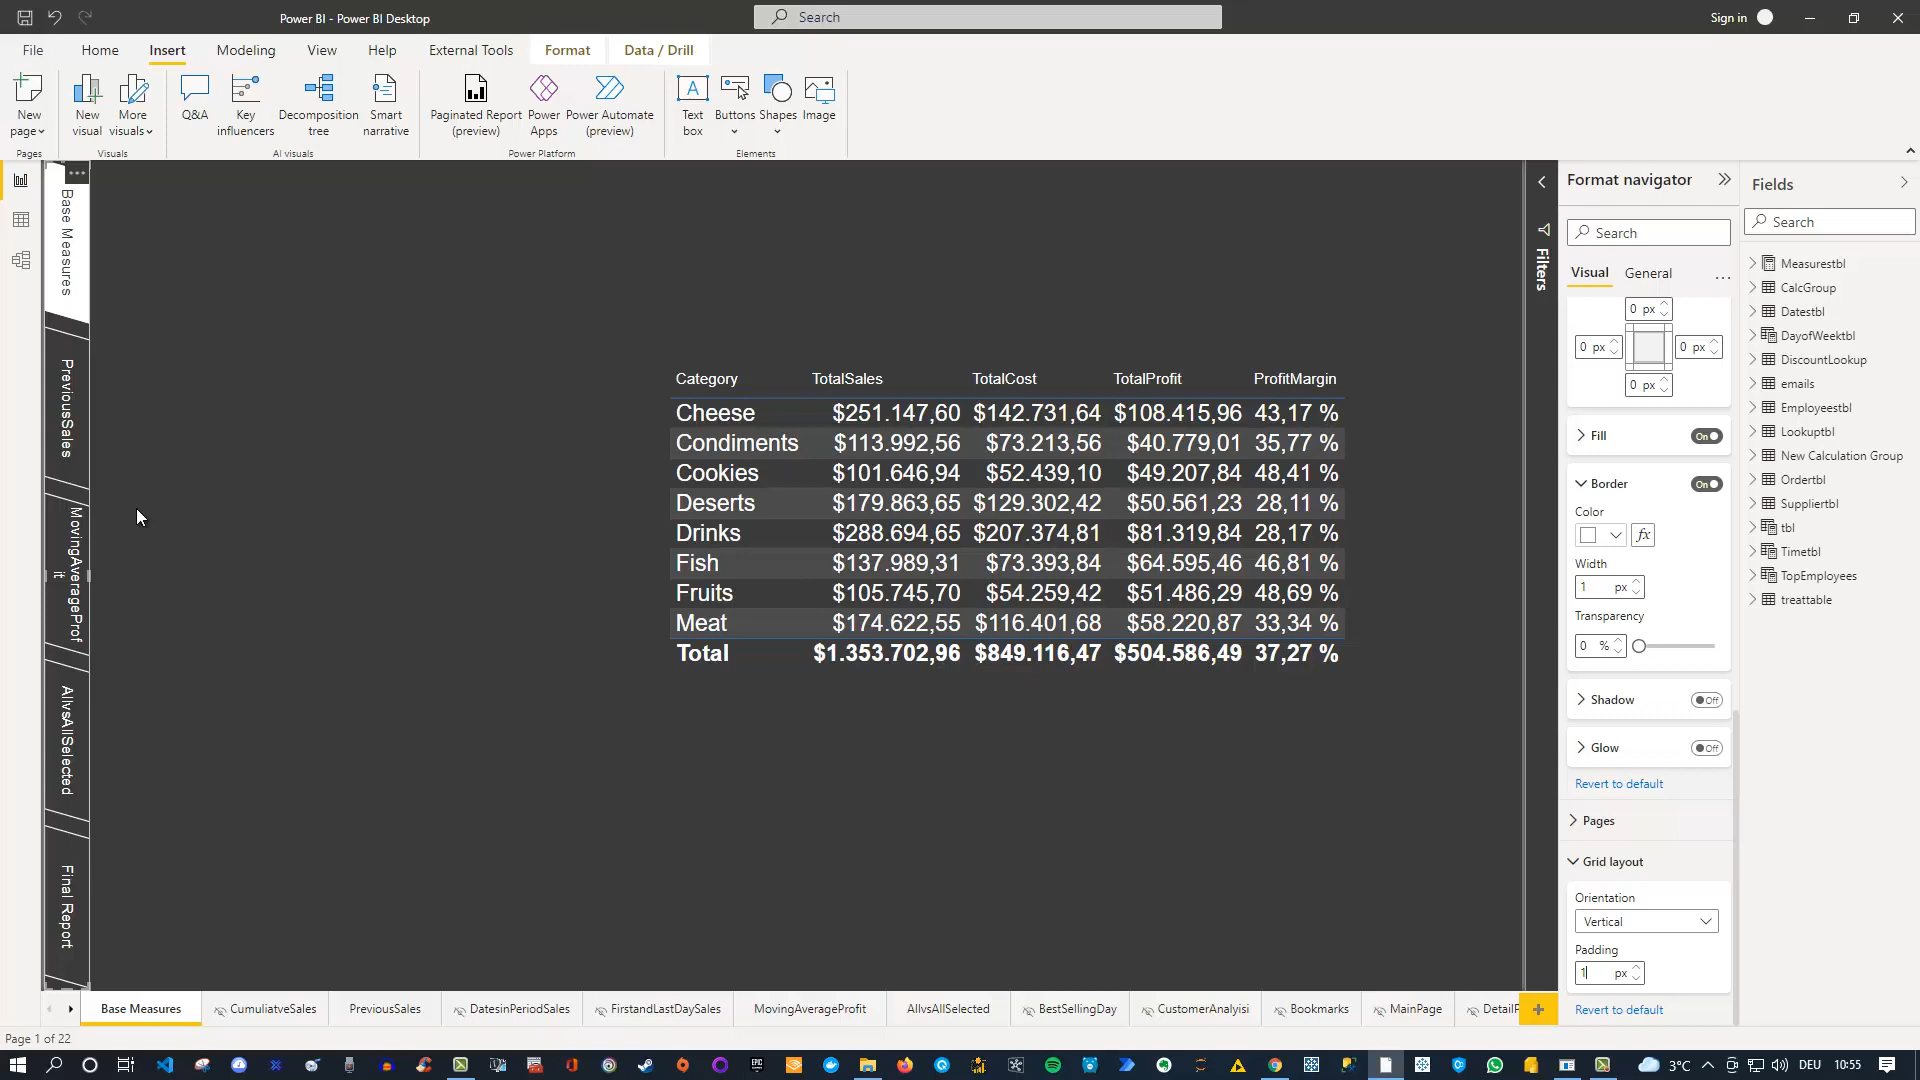 Power BI - Power BI Desktop
Search
Sign in
File
Home
Insert
Modeling
View
Help
External Tools
Format
Data / Drill
New page
New visual
More visuals
Q&A
Key influencers
Decomposition tree
Smart narrative
Paginated Report (preview)
Power Apps
Power Automate (preview)
Text box
Buttons
Shapes
Image
Pages
Visuals
AI visuals
Power Platform
Elements
Base Measures
PreviousSales
MovingAverageProf
it
AllvsAllSelected
Final Report
Category TotalSales TotalCost TotalProfit ProfitMargin
Cheese $251.147,60 $142.731,64 $108.415,96 43,17 %
Condiments $113.992,56 $73.213,56 $40.779,01 35,77 %
Cookies $101.646,94 $52.439,10 $49.207,84 48,41 %
Deserts $179.863,65 $129.302,42 $50.561,23 28,11 %
Drinks $288.694,65 $207.374,81 $81.319,84 28,17 %
Fish $137.989,31 $73.393,84 $64.595,46 46,81 %
Fruits $105.745,70 $54.259,42 $51.486,29 48,69 %
Meat $174.622,55 $116.401,68 $58.220,87 33,34 %
Total $1.353.702,96 $849.116,47 $504.586,49 37,27 %
Filters
Format navigator
Search
Visual
General
...
0 px
0 px
0 px
0 px
Fill
On
Border
On
Color
fx
Width
1 px
Transparency
0 %
Shadow
Off
Glow
Off
Revert to default
Pages
Grid layout
Orientation
Vertical
Padding
1 px
Revert to default
Fields
Search
Measurestbl
CalcGroup
Datestbl
DayofWeektbl
DiscountLookup
emails
Employeestbl
Lookuptbl
New Calculation Group
Ordertbl
Suppliertbl
tbl
Timetbl
TopEmployees
treattable
Base Measures
CumuliatveSales
PreviousSales
DatesinPeriodSales
FirstandLastDaySales
MovingAverageProfit
AllvsAllSelected
BestSellingDay
CustomerAnalyisi
Bookmarks
MainPage
DetailP
Page 1 of 22
3°C
DEU
10:55